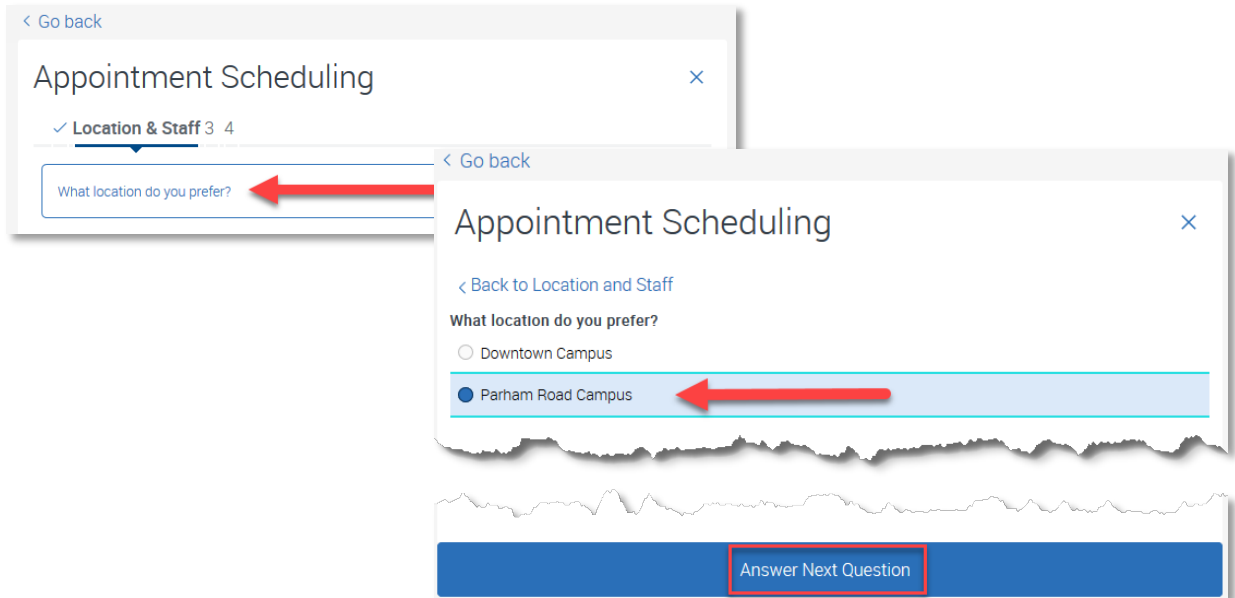 Go back
Appointment Scheduling
Location & Staff 3 4
What location do you prefer?
Go back
Appointment Scheduling
Back to Location and Staff
What location do you prefer?
Downtown Campus
Parham Road Campus
Answer Next Question